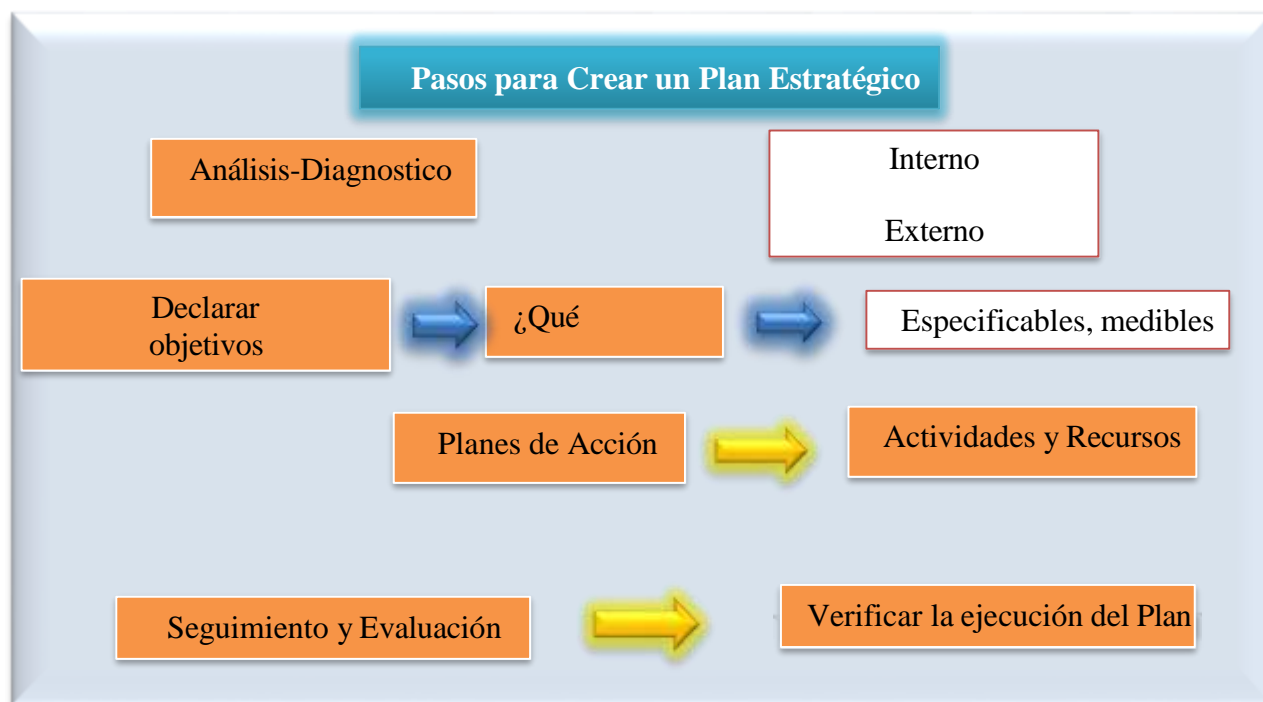 Pasos para Crear un Plan Estratégico
Análisis-Diagnostico
Interno
Externo
Declarar
objetivos
¿Qué
Especificables, medibles
Planes de Acción
Actividades y Recursos
Seguimiento y Evaluación
Verificar la ejecución del Plan